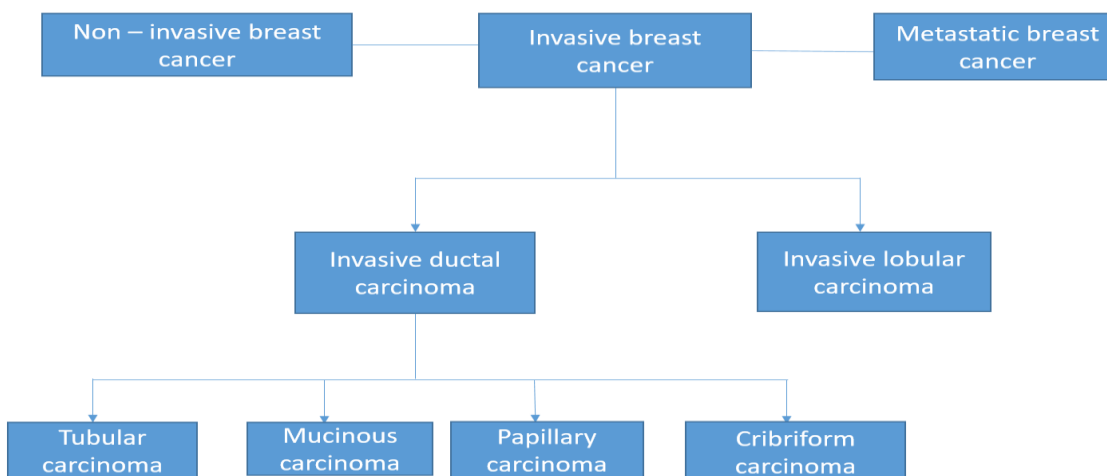 Non – invasive breast
cancer
Invasive breast
cancer
Metastatic breast
cancer
Invasive ductal
carcinoma
Invasive lobular
carcinoma
Tubular
carcinoma
Mucinous
carcinoma
Papillary
carcinoma
Cribriform
carcinoma